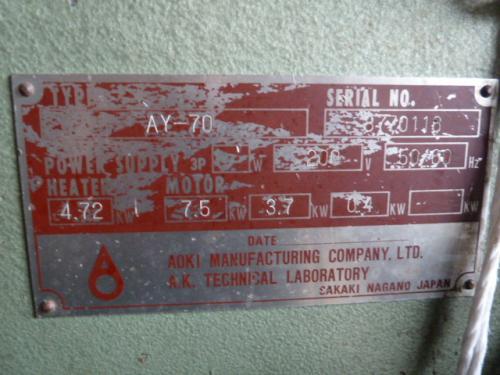 TYPE SERIAL NO.
AY-70
POWER SUPPLY 3P W 200 V 50/60 Hz
HEATER MOTOR
4.72 KW 7.5 KW 3.7 KW 0.4 KW KW
DATE
AOKI MANUFACTURING COMPANY, LTD.
A.K. TECHNICAL LABORATORY
SAKAKI NAGANO JAPAN